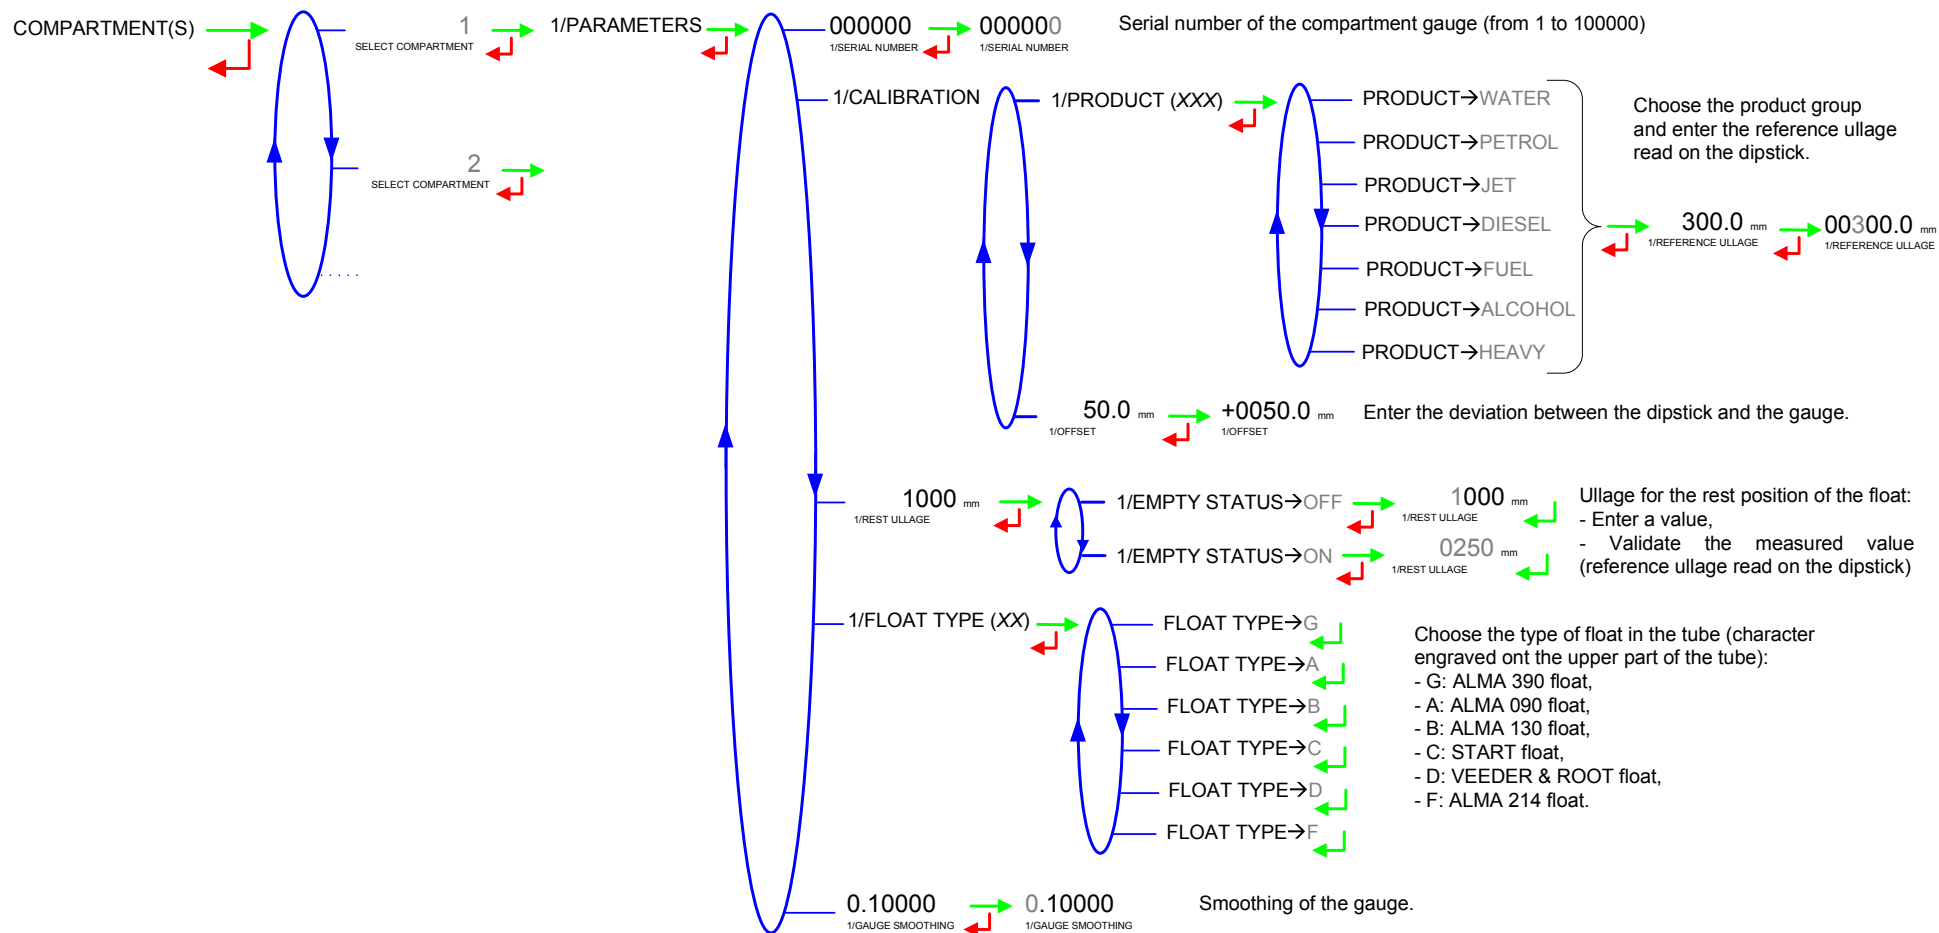 COMPARTMENT(S)
1
SELECT COMPARTMENT
1/PARAMETERS
000000
1/SERIAL NUMBER
000000
1/SERIAL NUMBER
Serial number of the compartment gauge (from 1 to 100000)
2
SELECT COMPARTMENT
. . . . .
1/CALIBRATION
1/PRODUCT (XXX)
PRODUCT→WATER
PRODUCT→PETROL
PRODUCT→JET
PRODUCT→DIESEL
PRODUCT→FUEL
PRODUCT→ALCOHOL
PRODUCT→HEAVY
Choose the product group
and enter the reference ullage
read on the dipstick.
300.0 mm
1/REFERENCE ULLAGE
00300.0 mm
1/REFERENCE ULLAGE
50.0 mm
1/OFFSET
+0050.0 mm
1/OFFSET
Enter the deviation between the dipstick and the gauge.
1000 mm
1/REST ULLAGE
1/EMPTY STATUS→OFF
1000 mm
1/REST ULLAGE
1/EMPTY STATUS→ON
0250 mm
1/REST ULLAGE
Ullage for the rest position of the float:
- Enter a value,
- Validate the measured value
(reference ullage read on the dipstick)
1/FLOAT TYPE (XX)
FLOAT TYPE→G
FLOAT TYPE→A
FLOAT TYPE→B
FLOAT TYPE→C
FLOAT TYPE→D
FLOAT TYPE→F
Choose the type of float in the tube (character
engraved ont the upper part of the tube):
- G: ALMA 390 float,
- A: ALMA 090 float,
- B: ALMA 130 float,
- C: START float,
- D: VEEDER & ROOT float,
- F: ALMA 214 float.
0.10000
1/GAUGE SMOOTHING
0.10000
1/GAUGE SMOOTHING
Smoothing of the gauge.